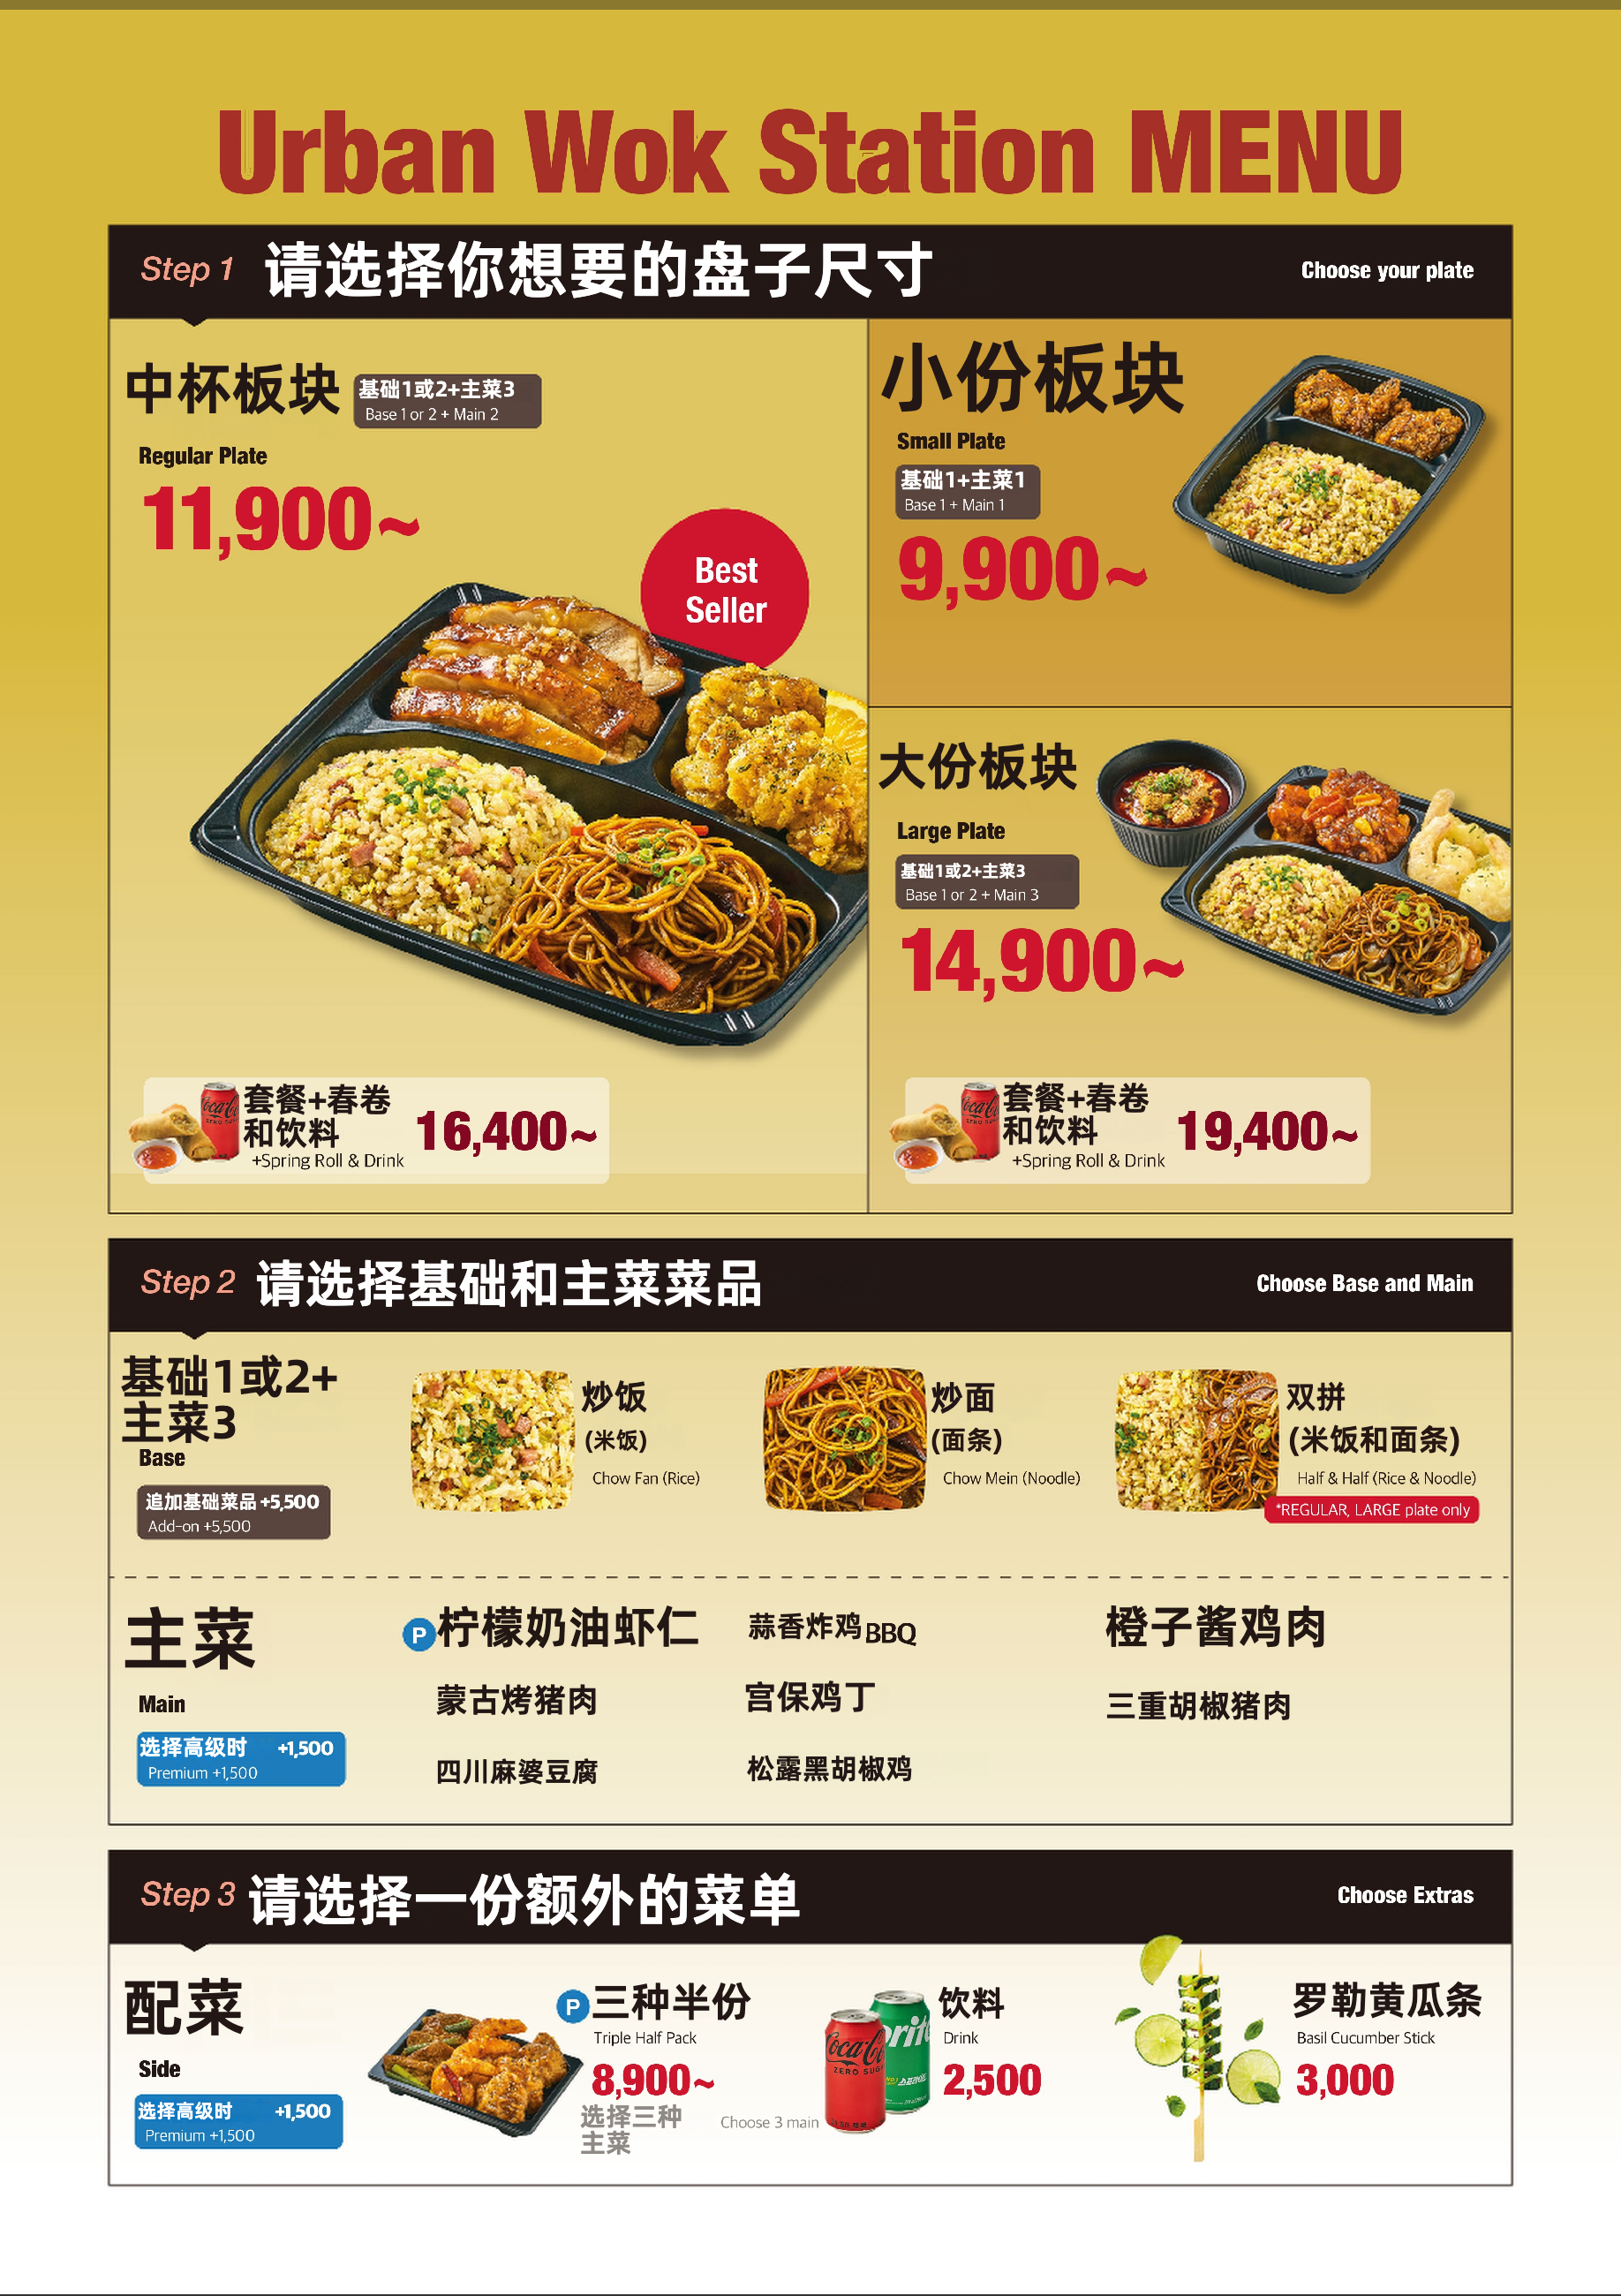 Urban Wok Station MENU
Step 1 请选择你想要的盘子尺寸 Choose your plate
中杯板块 基础1或2+主菜3
Base 1 or 2 + Main 2
Regular Plate
11,900~
Best
Seller
套餐+春卷
和饮料
+Spring Roll & Drink
16,400~
小份板块
Small Plate
基础1+主菜1
Base 1 + Main 1
9,900~
大份板块
Large Plate
基础1或2+主菜3
Base 1 or 2 + Main 3
14,900~
套餐+春卷
和饮料
+Spring Roll & Drink
19,400~
Step 2 请选择基础和主菜菜品 Choose Base and Main
基础1或2+
主菜3
Base
追加基础菜品+5,500
Add-on +5,500
炒饭
(米饭)
Chow Fan (Rice)
炒面
(面条)
Chow Mein (Noodle)
双拼
(米饭和面条)
Half & Half (Rice & Noodle)
*REGULAR, LARGE plate only
主菜
Main
选择高级时 +1,500
Premium +1,500
P 柠檬奶油虾仁
蒜香炸鸡BBQ
橙子酱鸡肉
蒙古烤猪肉
宫保鸡丁
三重胡椒猪肉
四川麻婆豆腐
松露黑胡椒鸡
Step 3 请选择一份额外的菜单 Choose Extras
配菜
Side
选择高级时 +1,500
Premium +1,500
P 三种半份
Triple Half Pack
8,900~
选择三种
主菜
Choose 3 main
Coca-Co
ZERO SUGAR
饮料
Drink
2,500
罗勒黄瓜条
Basil Cucumber Stick
3,000